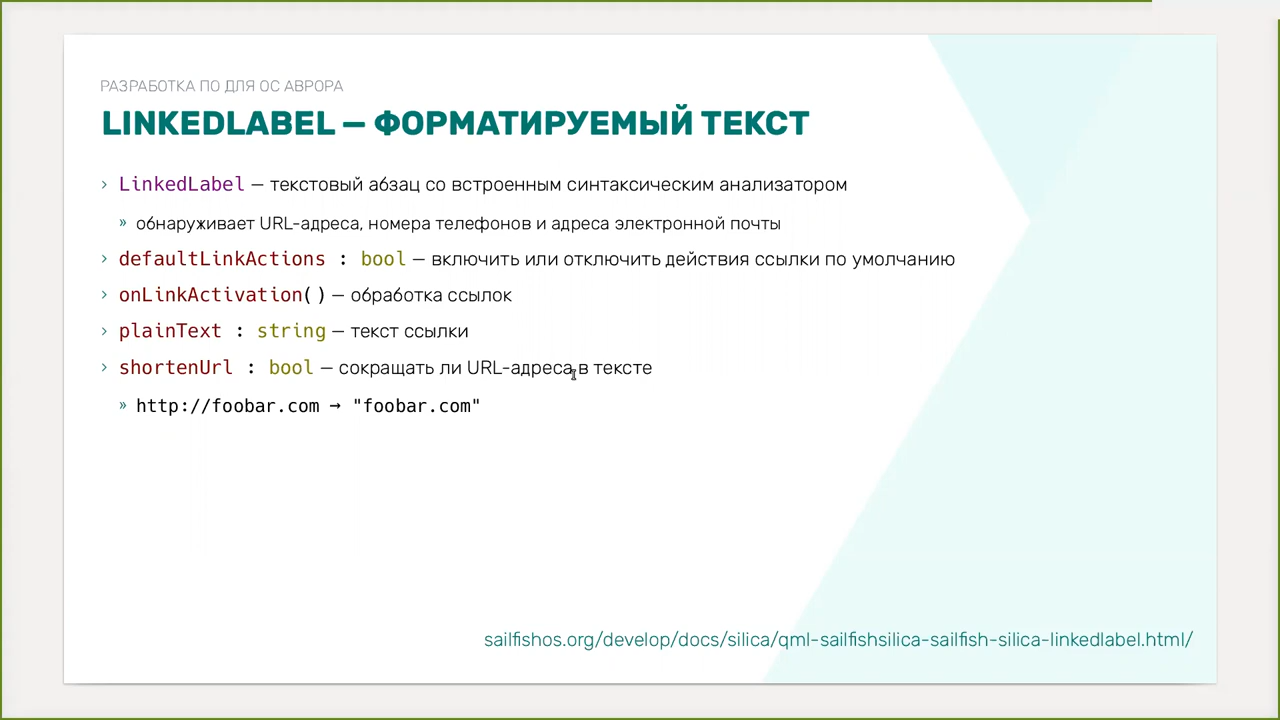 РАЗРАБОТКА ПО ДЛЯ ОС АВРОРА
LINKEDLABEL — ФОРМАТИРУЕМЫЙ ТЕКСТ
› LinkedLabel — текстовый абзац со встроенным синтаксическим анализатором
» обнаруживает URL-адреса, номера телефонов и адреса электронной почты
› defaultLinkActions : bool — включить или отключить действия ссылки по умолчанию
› onLinkActivation() — обработка ссылок
› plainText : string — текст ссылки
› shortenUrl : bool — сокращать ли URL-адреса в тексте
» http://foobar.com → "foobar.com"
sailfishos.org/develop/docs/silica/qml-sailfishsilica-sailfish-silica-linkedlabel.html/